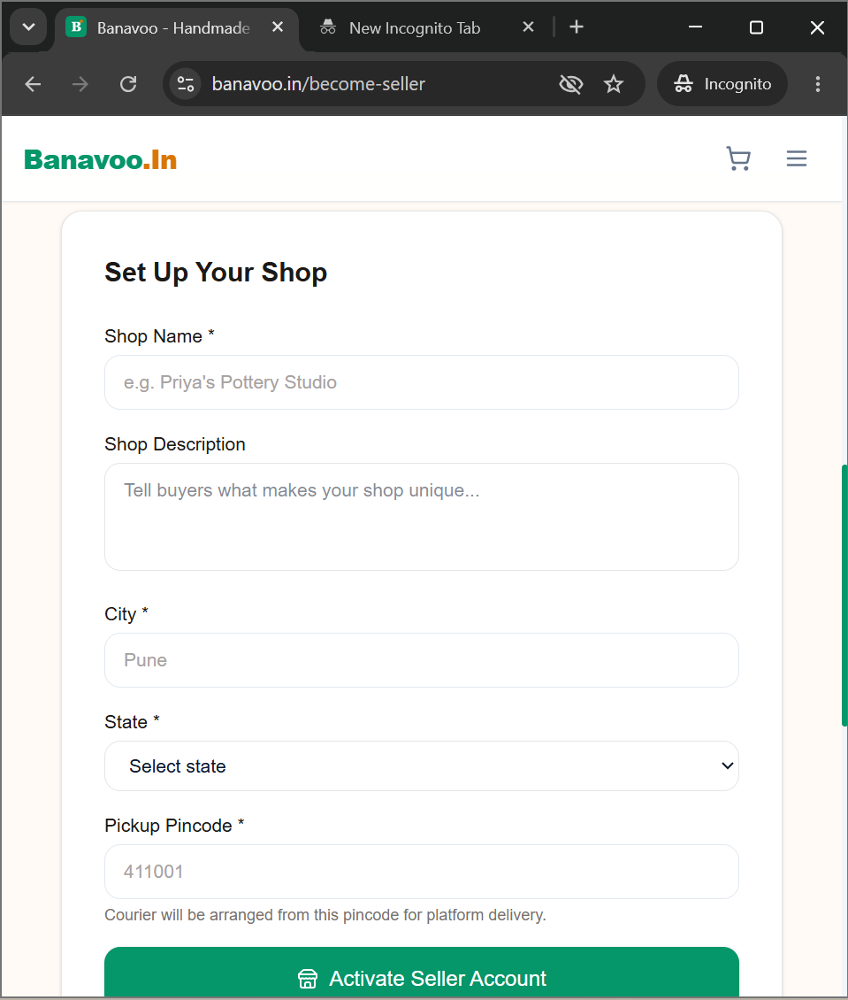 B
Banavoo - Handmade
New Incognito Tab
banavoo.in/become-seller
Incognito
Banavoo.In
Set Up Your Shop
Shop Name *
e.g. Priya's Pottery Studio
Shop Description
Tell buyers what makes your shop unique...
City *
Pune
State *
Select state
Pickup Pincode *
411001
Courier will be arranged from this pincode for platform delivery.
Activate Seller Account